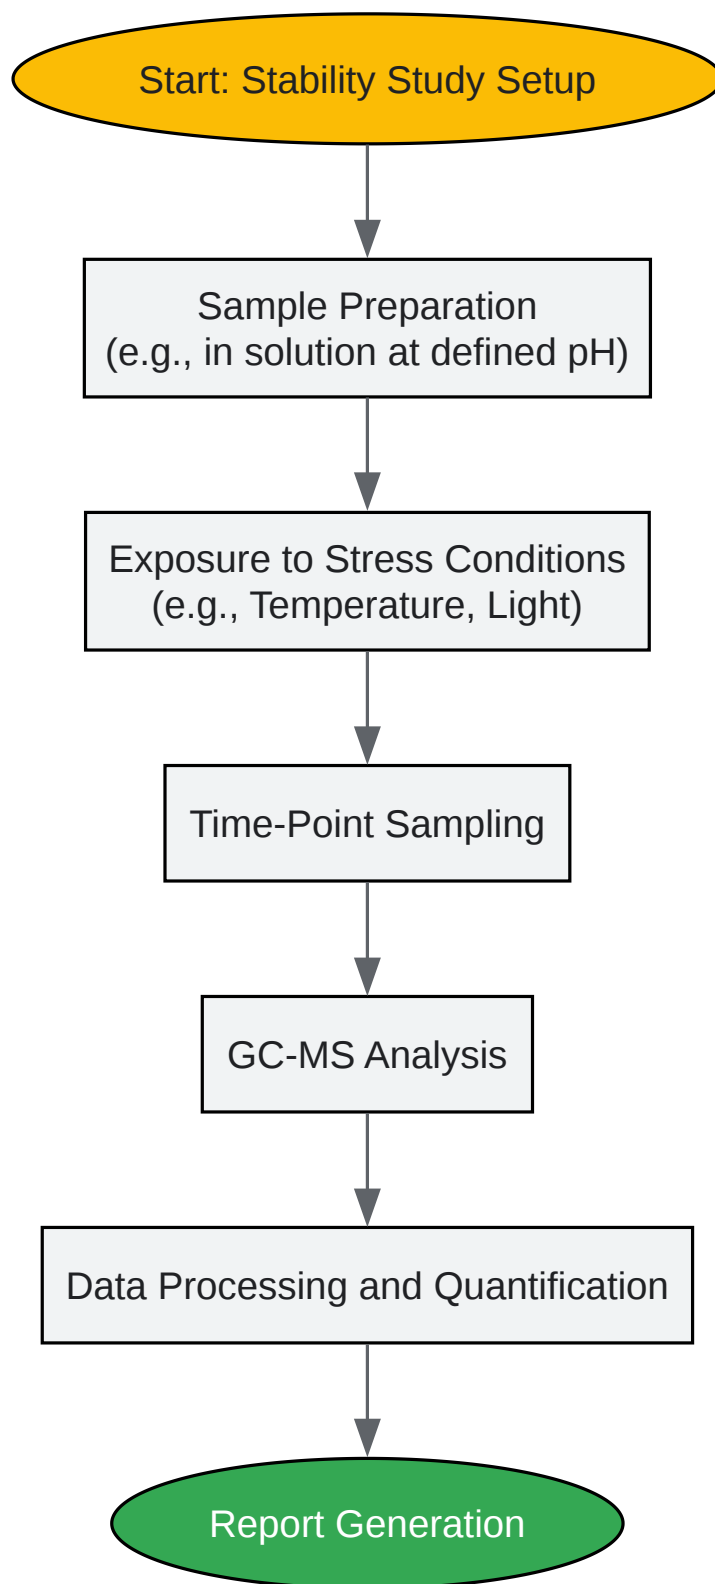 Start: Stability Study Setup
Sample Preparation
(e.g., in solution at defined pH)
Exposure to Stress Conditions
(e.g., Temperature, Light)
Time-Point Sampling
GC-MS Analysis
Data Processing and Quantification
Report Generation